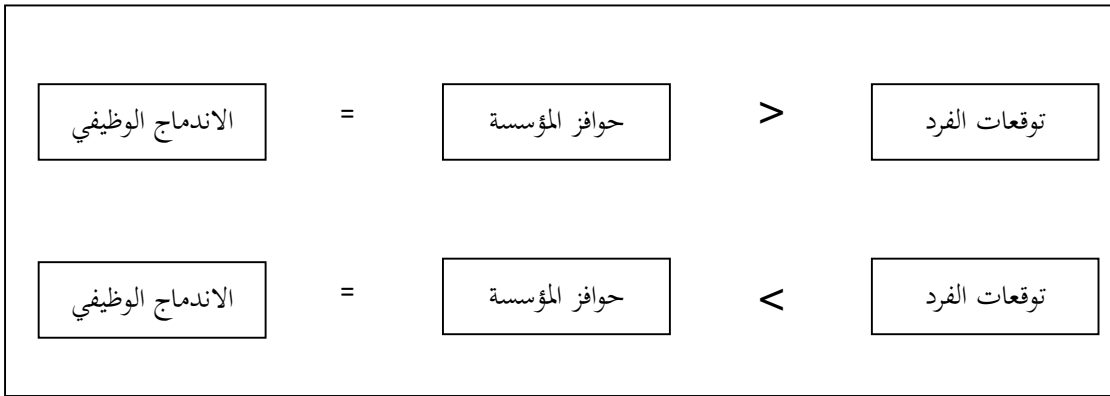 توقعات الفرد > حوافز المؤسسة = الاندماج الوظيفي
توقعات الفرد < حوافز المؤسسة = الاندماج الوظيفي